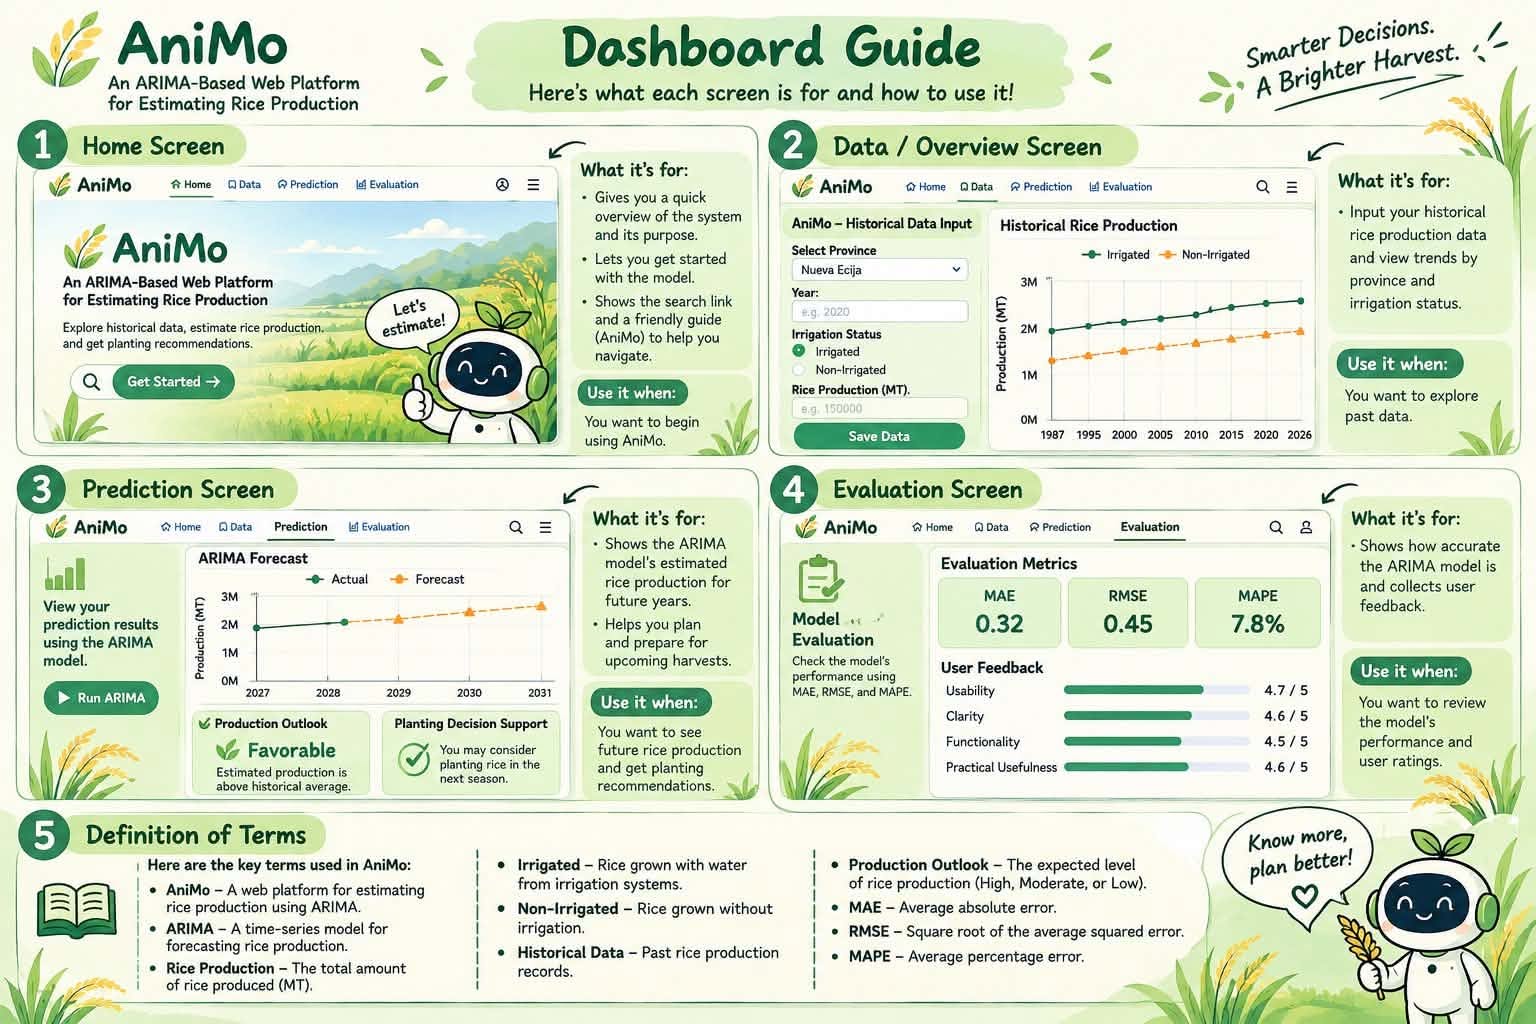 AniMo
An ARIMA-Based Web Platform
for Estimating Rice Production
Dashboard Guide
Here's what each screen is for and how to use it!
Smarter Decisions.
A Brighter Harvest.
1 Home Screen
AniMo Home Data Prediction Evaluation
AniMo
An ARIMA-Based Web Platform
for Estimating Rice Production
Explore historical data, estimate rice production,
and get planting recommendations.
Get Started →
Let's
estimate!
What it's for:
• Gives you a quick
overview of the system
and its purpose.
• Lets you get started
with the model.
• Shows the search link
and a friendly guide
(AniMo) to help you
navigate.
Use it when:
You want to begin
using AniMo.
2 Data / Overview Screen
AniMo Home Data Prediction Evaluation
AniMo – Historical Data Input
Select Province
Nueva Ecija
Year:
e.g. 2020
Irrigation Status
Irrigated
Non-Irrigated
Rice Production (MT).
e.g. 150000
Save Data
Historical Rice Production
Irrigated Non-Irrigated
Production (MT)
3M
2M
1M
0M
1987 1995 2000 2005 2010 2015 2020 2026
What it's for:
• Input your historical
rice production data
and view trends by
province and
irrigation status.
Use it when:
You want to explore
past data.
3 Prediction Screen
AniMo Home Data Prediction Evaluation
View your
prediction results
using the ARIMA
model.
Run ARIMA
ARIMA Forecast
Actual Forecast
Production (MT)
3M
2M
1M
0M
2027 2028 2029 2030 2031
Production Outlook
Favorable
Estimated production is
above historical average.
Planting Decision Support
You may consider
planting rice in the
next season.
What it's for:
• Shows the ARIMA
model's estimated
rice production for
future years.
• Helps you plan
and prepare for
upcoming harvests.
Use it when:
You want to see
future rice production
and get planting
recommendations.
4 Evaluation Screen
AniMo Home Data Prediction Evaluation
Model
Evaluation
Check the model's
performance using
MAE, RMSE, and MAPE.
Evaluation Metrics
MAE RMSE MAPE
0.32 0.45 7.8%
User Feedback
Usability 4.7 / 5
Clarity 4.6 / 5
Functionality 4.5 / 5
Practical Usefulness 4.6 / 5
What it's for:
• Shows how accurate
the ARIMA model is
and collects user
feedback.
Use it when:
You want to review
the model's
performance and
user ratings.
5 Definition of Terms
Here are the key terms used in AniMo:
• AniMo – A web platform for estimating
rice production using ARIMA.
• ARIMA – A time-series model for
forecasting rice production.
• Rice Production – The total amount
of rice produced (MT).
• Irrigated – Rice grown with water
from irrigation systems.
• Non-Irrigated – Rice grown without
irrigation.
• Historical Data – Past rice production
records.
• Production Outlook – The expected level
of rice production (High, Moderate, or Low).
• MAE – Average absolute error.
• RMSE – Square root of the average squared error.
• MAPE – Average percentage error.
Know more,
plan better!